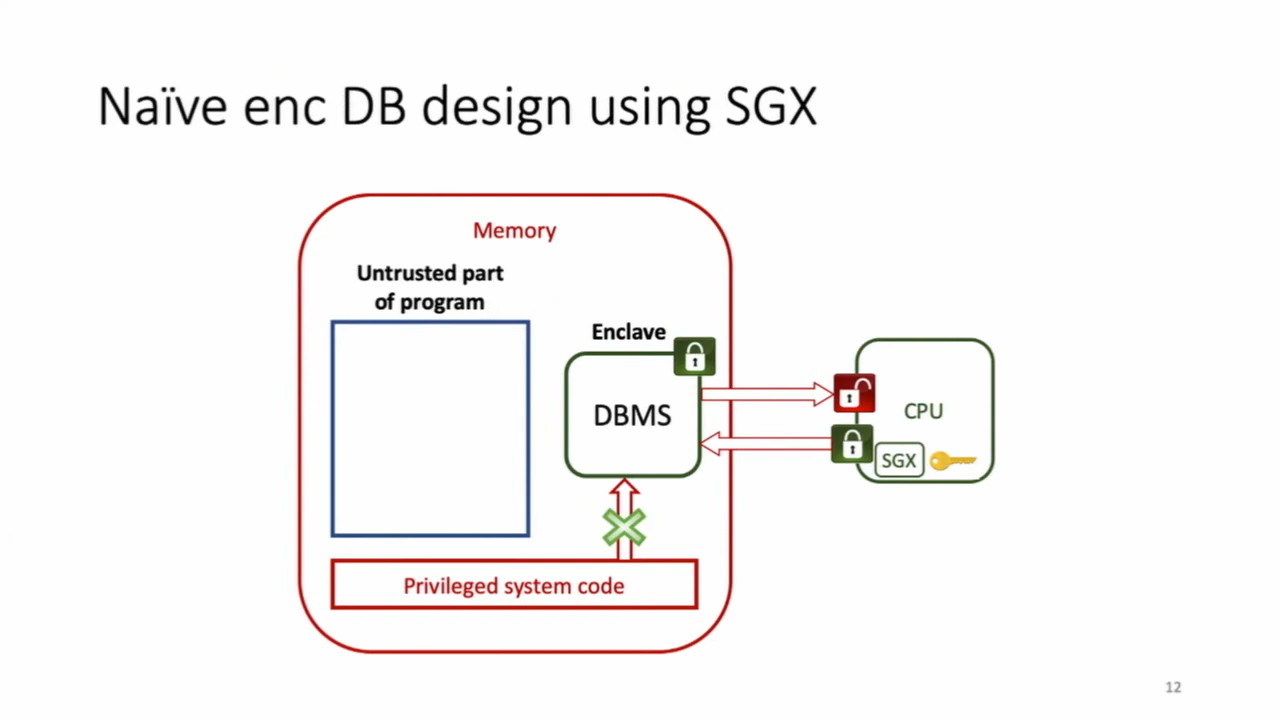 Naïve enc DB design using SGX
Memory
Untrusted part
of program
Enclave
DBMS
CPU
SGX
Privileged system code
12